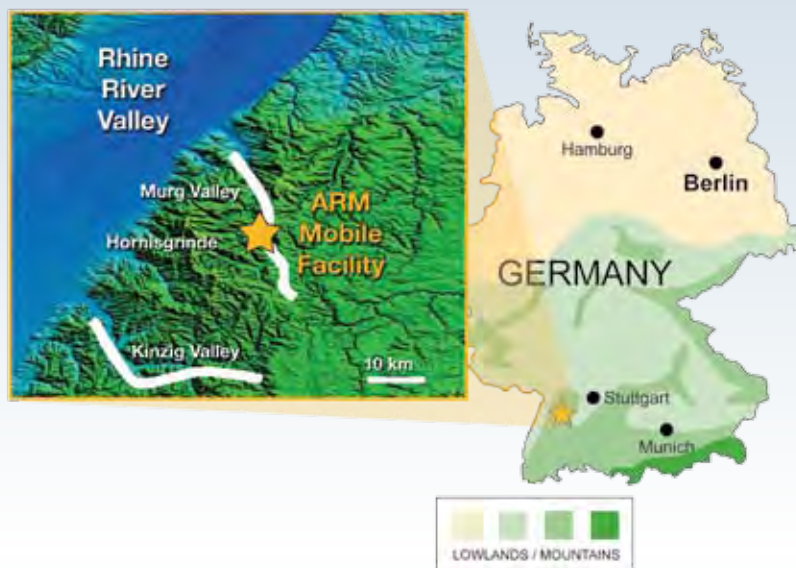 Rhine
River
Valley
Murg Valley
ARM
Mobile
Facility
Hornisgrinde
Kinzig Valley
10 km
Hamburg
Berlin
GERMANY
Stuttgart
Munich
LOWLANDS / MOUNTAINS